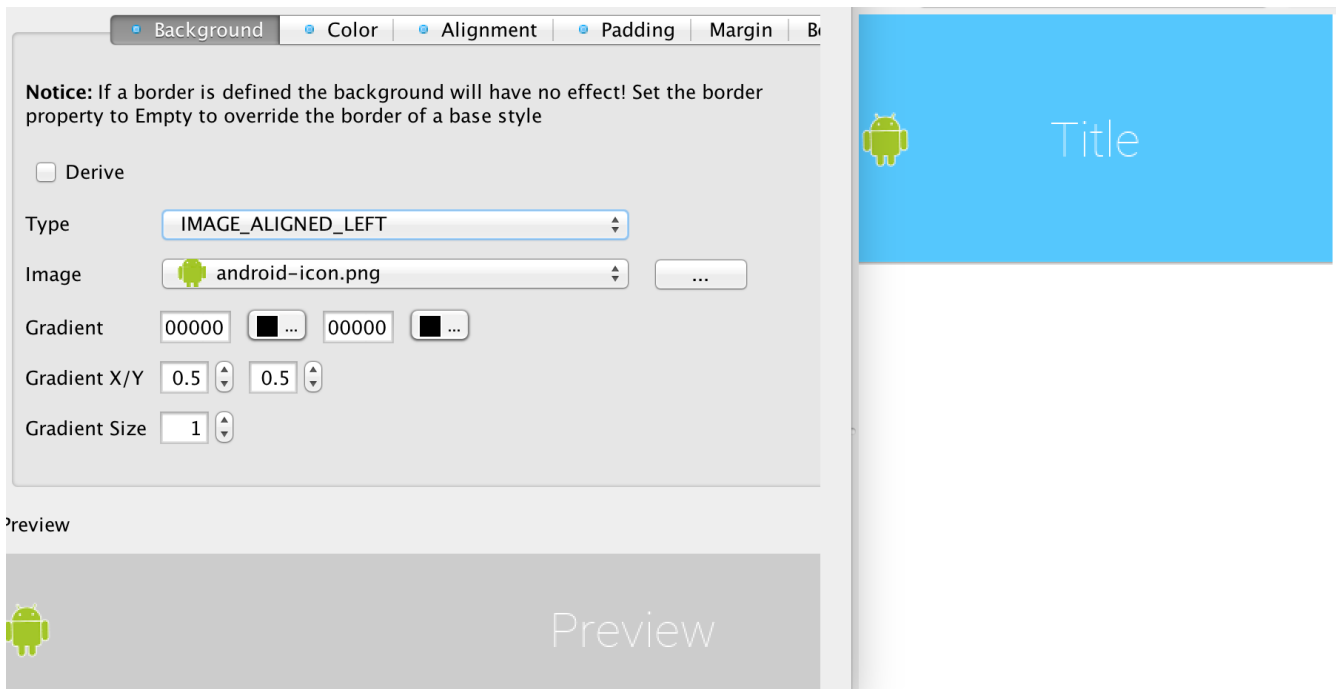 Background Color Alignment Padding Margin
Notice: If a border is defined the background will have no effect! Set the border
property to Empty to override the border of a base style
Derive
Type IMAGE_ALIGNED_LEFT
Image android-icon.png ...
Gradient 00000 ... 00000 ...
Gradient X/Y 0.5 0.5
Gradient Size 1
Preview
Preview
Title